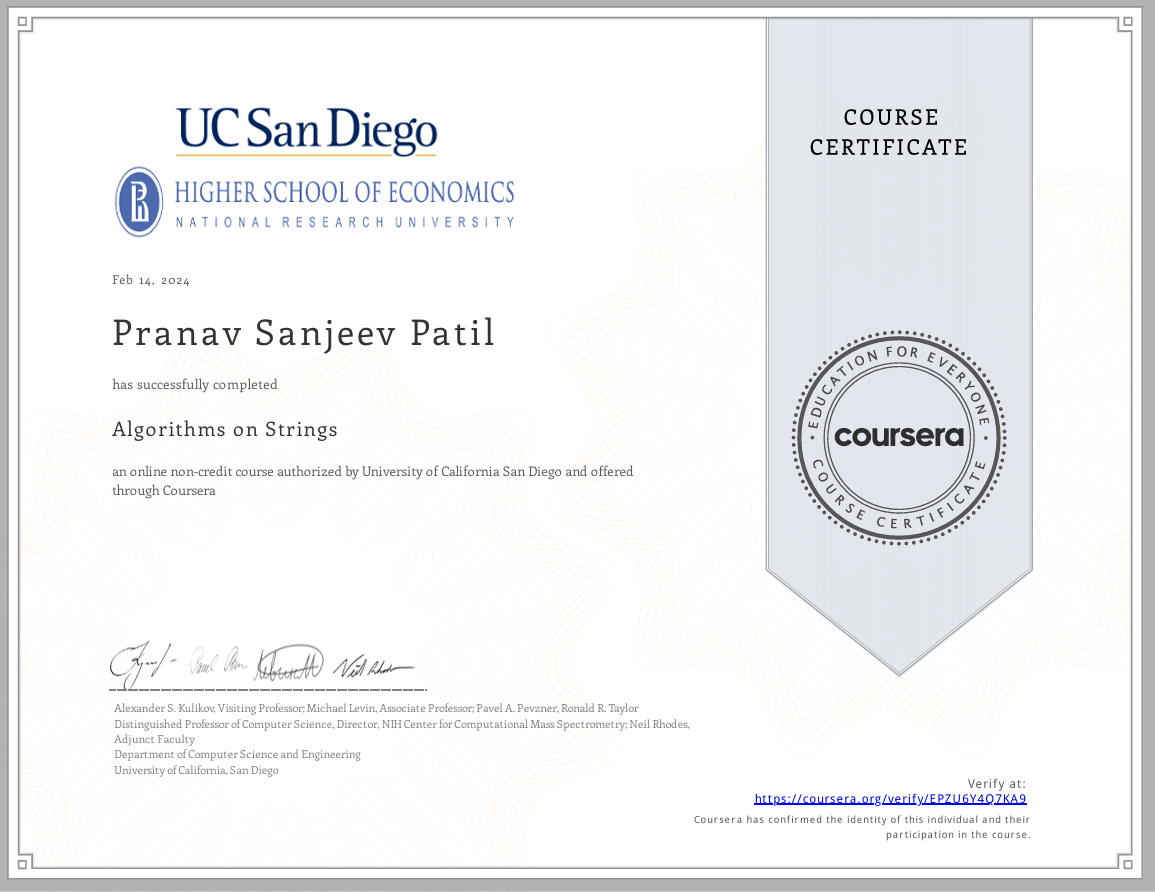 UC San Diego
HIGHER SCHOOL OF ECONOMICS
NATIONAL RESEARCH UNIVERSITY
COURSE
CERTIFICATE
Feb 14, 2024
Pranav Sanjeev Patil
has successfully completed
Algorithms on Strings
an online non-credit course authorized by University of California San Diego and offered
through Coursera
EDUCATION FOR EVERYONE
coursera
COURSE CERTIFICATE
Alexander S. Kulikov, Visiting Professor; Michael Levin, Associate Professor; Pavel A. Pevzner, Ronald R. Taylor
Distinguished Professor of Computer Science, Director, NIH Center for Computational Mass Spectrometry; Neil Rhodes,
Adjunct Faculty
Department of Computer Science and Engineering
University of California, San Diego
Verify at:
https://coursera.org/verify/EPZU6Y4Q7KA9
Coursera has confirmed the identity of this individual and their
participation in the course.